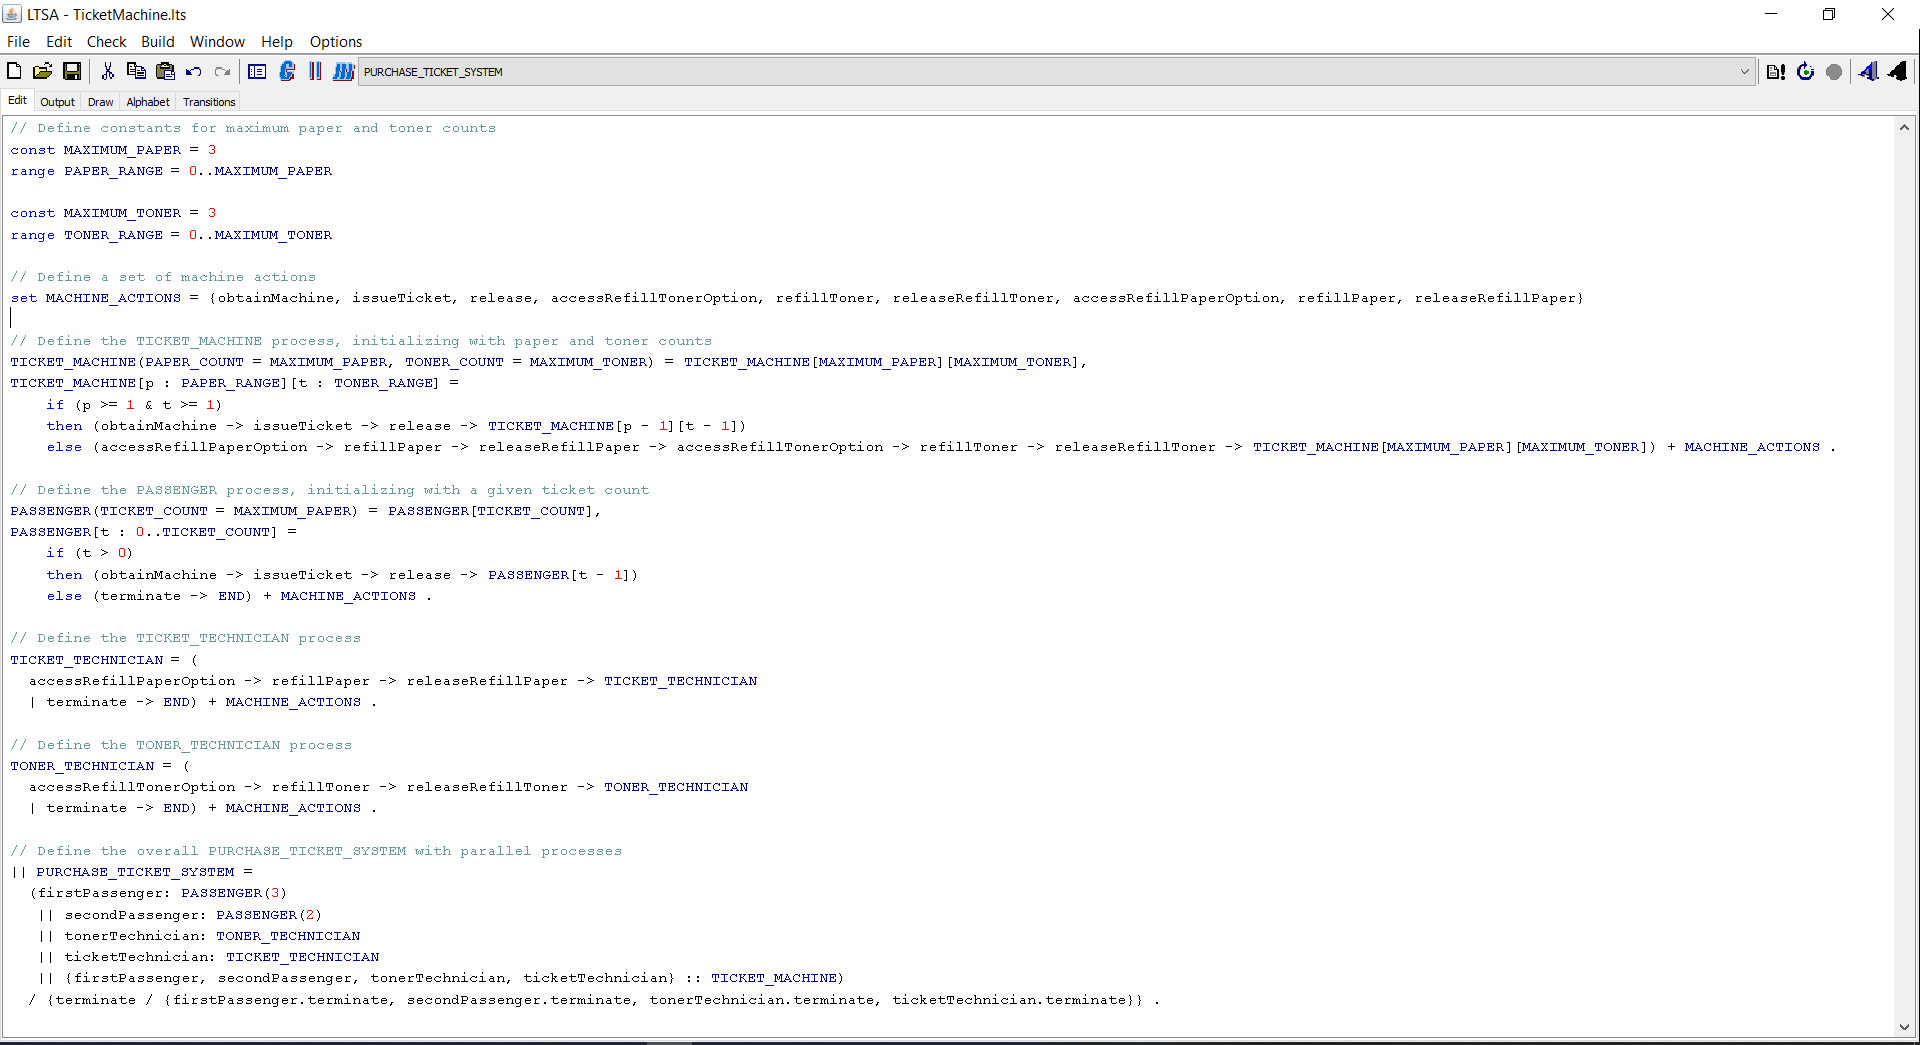 LTSA - TicketMachine.lts
File Edit Check Build Window Help Options
PURCHASE_TICKET_SYSTEM
Edit Output Draw Alphabet Transitions
// Define constants for maximum paper and toner counts
const MAXIMUM_PAPER = 3
range PAPER_RANGE = 0..MAXIMUM_PAPER
const MAXIMUM_TONER = 3
range TONER_RANGE = 0..MAXIMUM_TONER
// Define a set of machine actions
set MACHINE_ACTIONS = {obtainMachine, issueTicket, release, accessRefillTonerOption, refillToner, releaseRefillToner, accessRefillPaperOption, refillPaper, releaseRefillPaper}
// Define the TICKET_MACHINE process, initializing with paper and toner counts
TICKET_MACHINE(PAPER_COUNT = MAXIMUM_PAPER, TONER_COUNT = MAXIMUM_TONER) = TICKET_MACHINE[MAXIMUM_PAPER][MAXIMUM_TONER],
TICKET_MACHINE[p : PAPER_RANGE][t : TONER_RANGE] =
if (p >= 1 & t >= 1)
then (obtainMachine -> issueTicket -> release -> TICKET_MACHINE[p - 1][t - 1])
else (accessRefillPaperOption -> refillPaper -> releaseRefillPaper -> accessRefillTonerOption -> refillToner -> releaseRefillToner -> TICKET_MACHINE[MAXIMUM_PAPER][MAXIMUM_TONER]) + MACHINE_ACTIONS .
// Define the PASSENGER process, initializing with a given ticket count
PASSENGER(TICKET_COUNT = MAXIMUM_PAPER) = PASSENGER[TICKET_COUNT],
PASSENGER[t : 0..TICKET_COUNT] =
if (t > 0)
then (obtainMachine -> issueTicket -> release -> PASSENGER[t - 1])
else (terminate -> END) + MACHINE_ACTIONS .
// Define the TICKET_TECHNICIAN process
TICKET_TECHNICIAN = (
accessRefillPaperOption -> refillPaper -> releaseRefillPaper -> TICKET_TECHNICIAN
| terminate -> END) + MACHINE_ACTIONS .
// Define the TONER_TECHNICIAN process
TONER_TECHNICIAN = (
accessRefillTonerOption -> refillToner -> releaseRefillToner -> TONER_TECHNICIAN
| terminate -> END) + MACHINE_ACTIONS .
// Define the overall PURCHASE_TICKET_SYSTEM with parallel processes
|| PURCHASE_TICKET_SYSTEM =
(firstPassenger: PASSENGER(3)
|| secondPassenger: PASSENGER(2)
|| tonerTechnician: TONER_TECHNICIAN
|| ticketTechnician: TICKET_TECHNICIAN
|| {firstPassenger, secondPassenger, tonerTechnician, ticketTechnician} :: TICKET_MACHINE)
/ {terminate / {firstPassenger.terminate, secondPassenger.terminate, tonerTechnician.terminate, ticketTechnician.terminate}} .